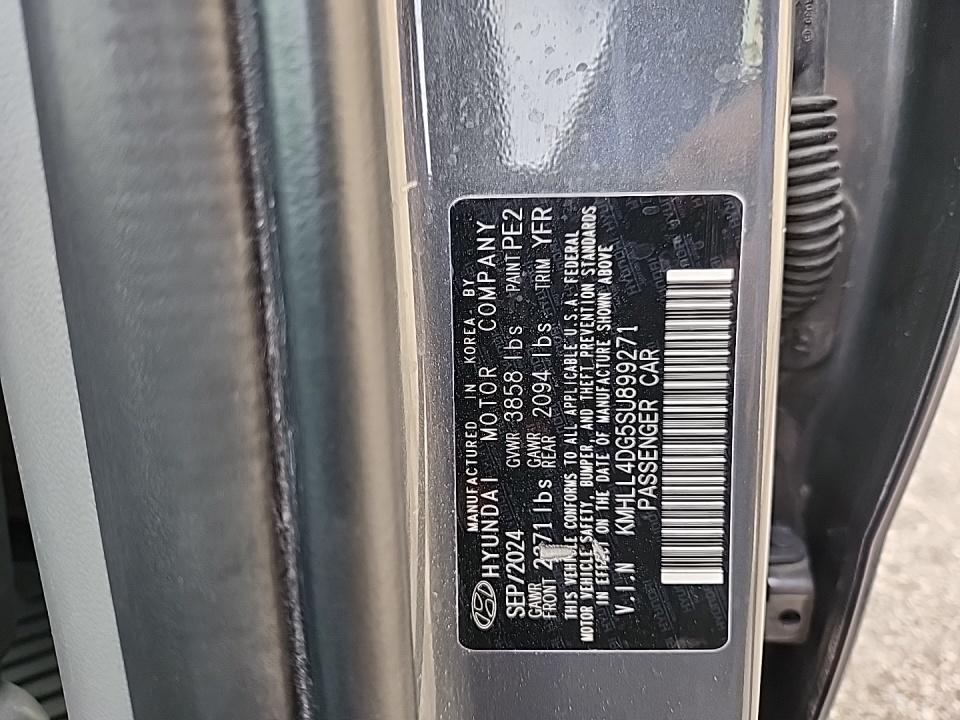 MANUFACTURED IN KOREA BY
HYUNDAI MOTOR COMPANY
SEP/2024 GVWR 3858 lbs PAINT PE2
GAWR FRONT lbs GAWR REAR 2094 lbs TRIM YFR
THIS VEHICLE CONFORMS TO ALL APPLICABLE U.S.A. FEDERAL
MOTOR VEHICLE SAFETY, BUMPER, AND THEFT PREVENTION STANDARDS
IN EFFECT ON THE DATE OF MANUFACTURE SHOWN ABOVE
V.I.N KMHLL4DG5SU899271
PASSENGER CAR